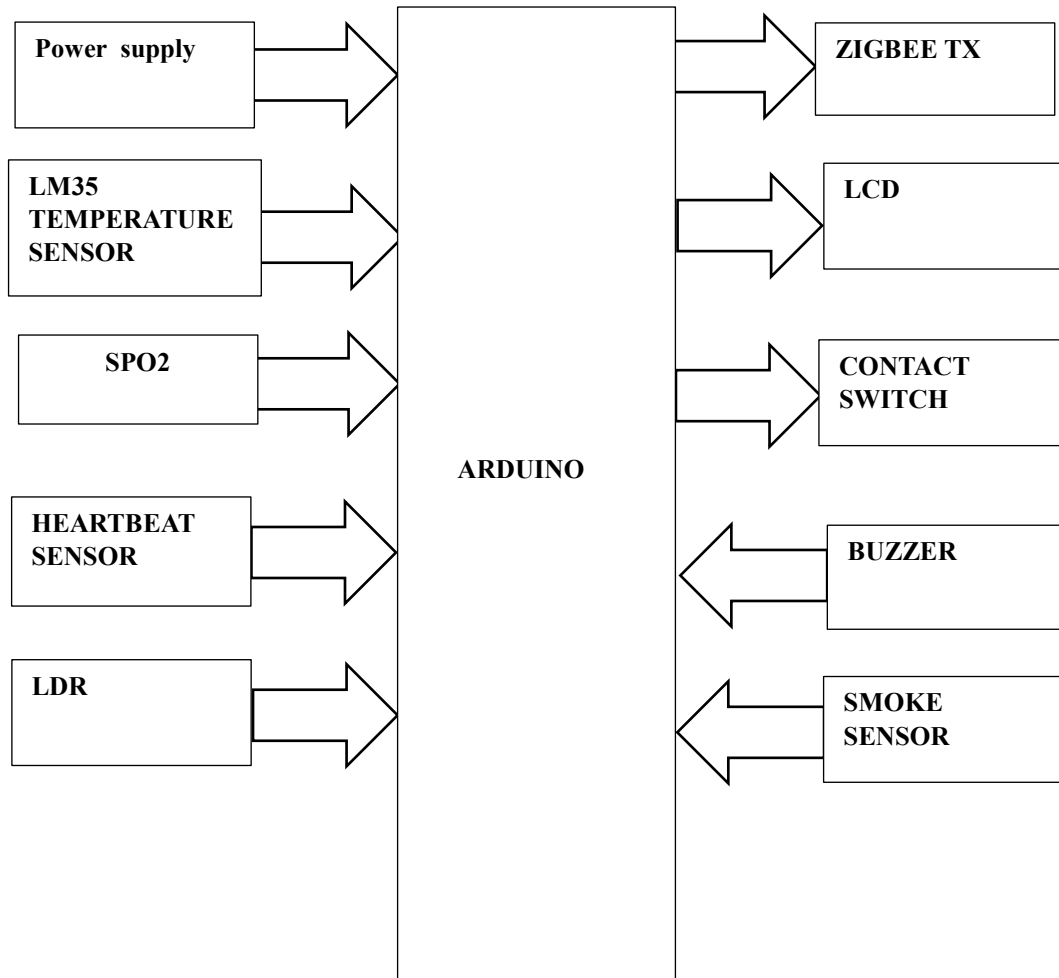 Power supply
LM35
TEMPERATURE
SENSOR
SPO2
HEARTBEAT
SENSOR
LDR
ARDUINO
ZIGBEE TX
LCD
CONTACT
SWITCH
BUZZER
SMOKE
SENSOR